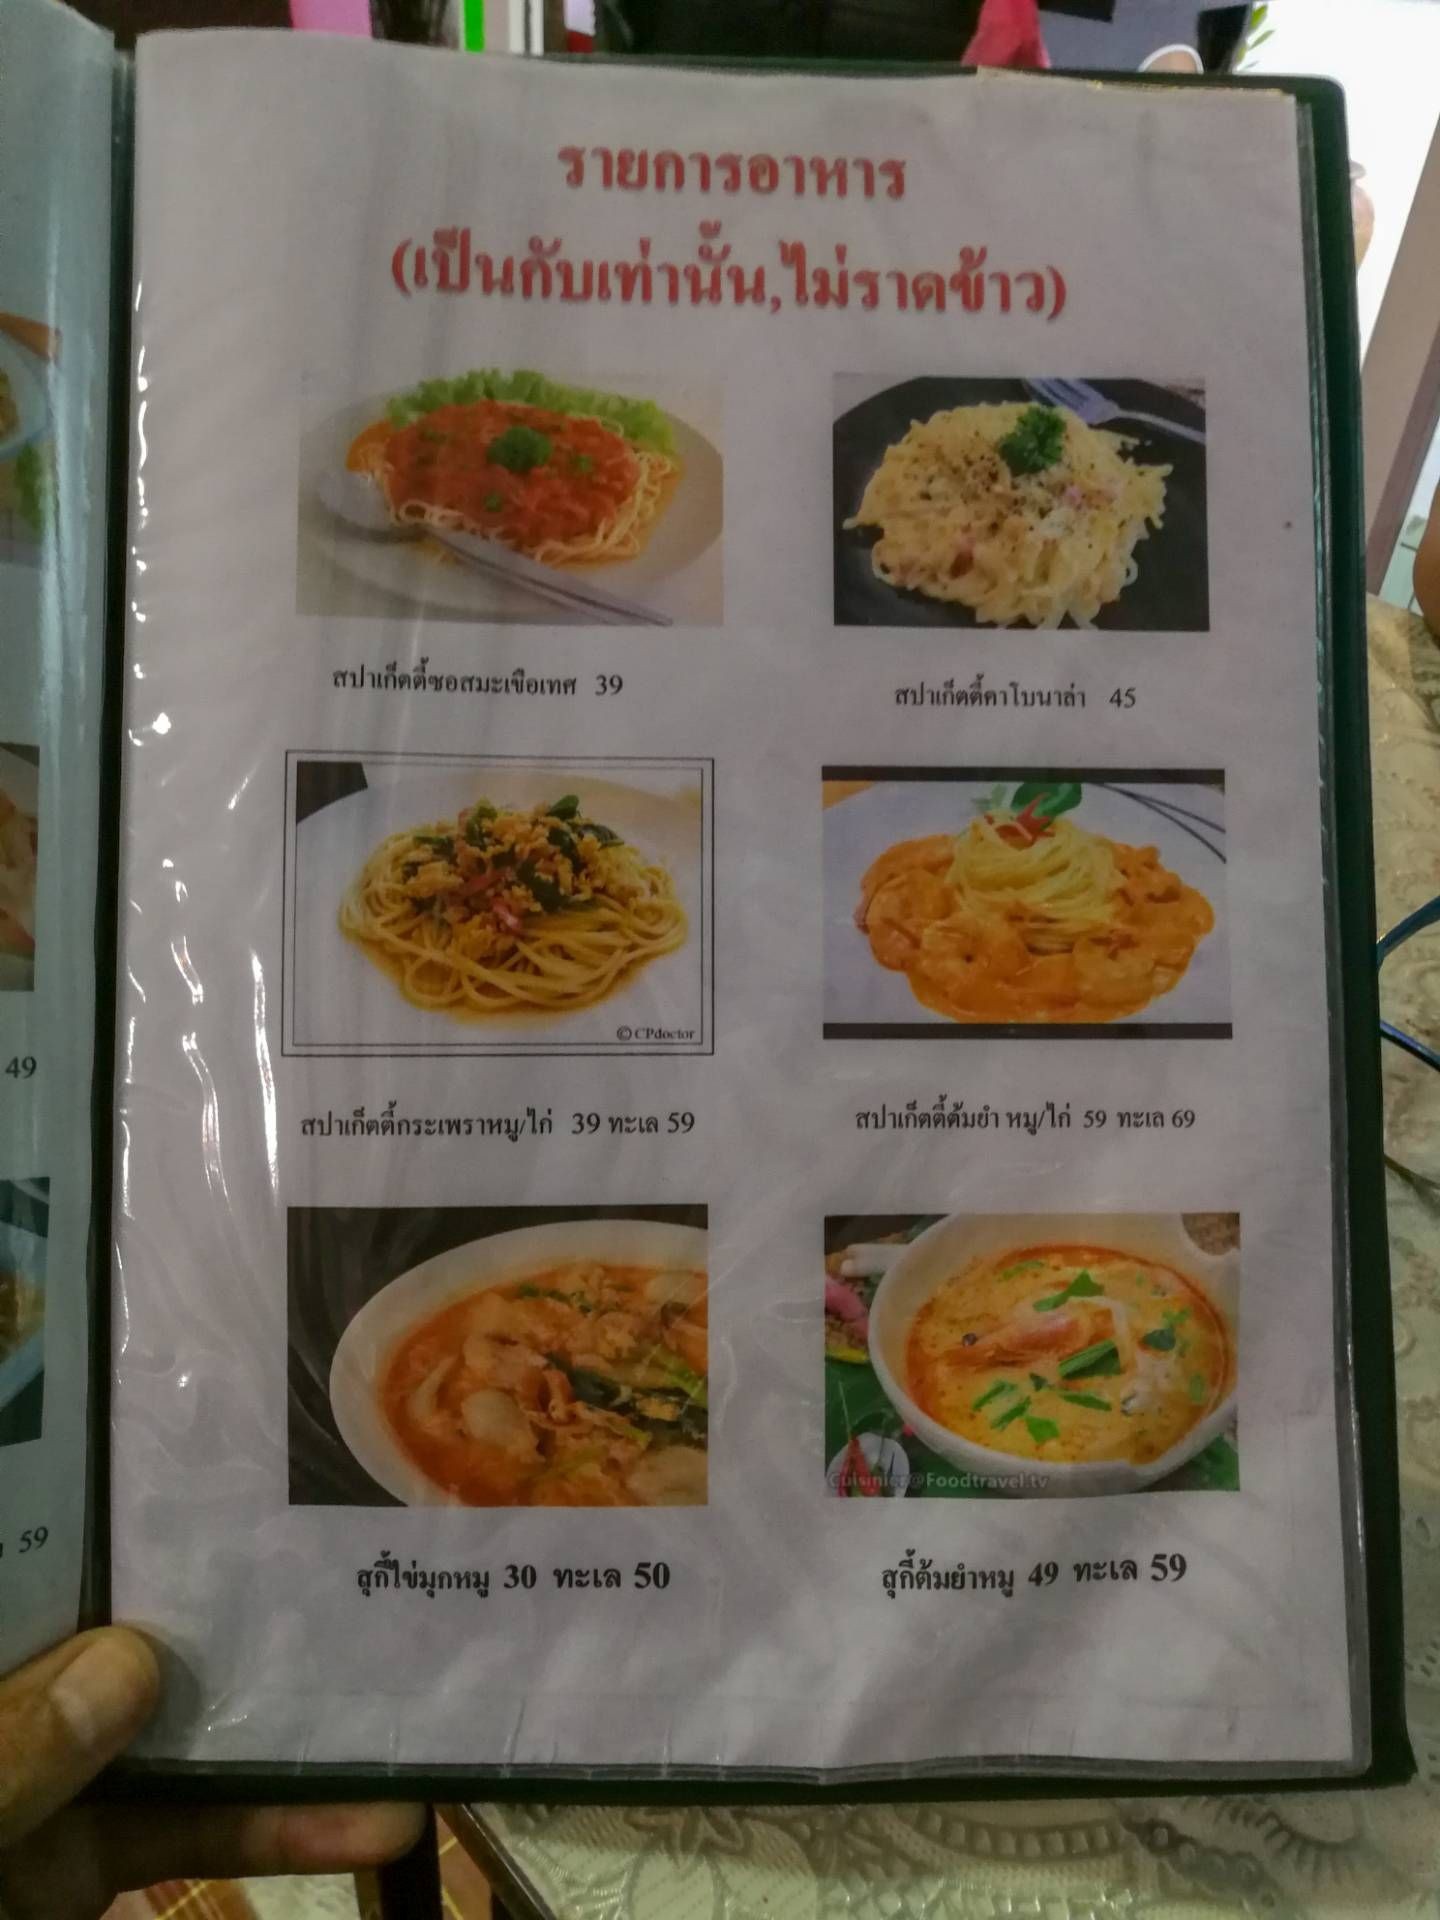 รายการอาหาร
(เป็นกับเท่านั้น,ไม่ราดข้าว)
สปาเก็ตตี้ซอสมะเขือเทศ 39
สปาเก็ตตี้คาโบนาล่า 45
©CPdoctor
สปาเก็ตตี้กระเพราหมู/ไก่ 39 ทะเล 59
สปาเก็ตตี้ต้มยำ หมู/ไก่ 59 ทะเล 69
Cuisinier@Foodtravel.tv
สุกี้ไข่มุกหมู 30 ทะเล 50
สุกี้ต้มยำหมู 49 ทะเล 59
49
59